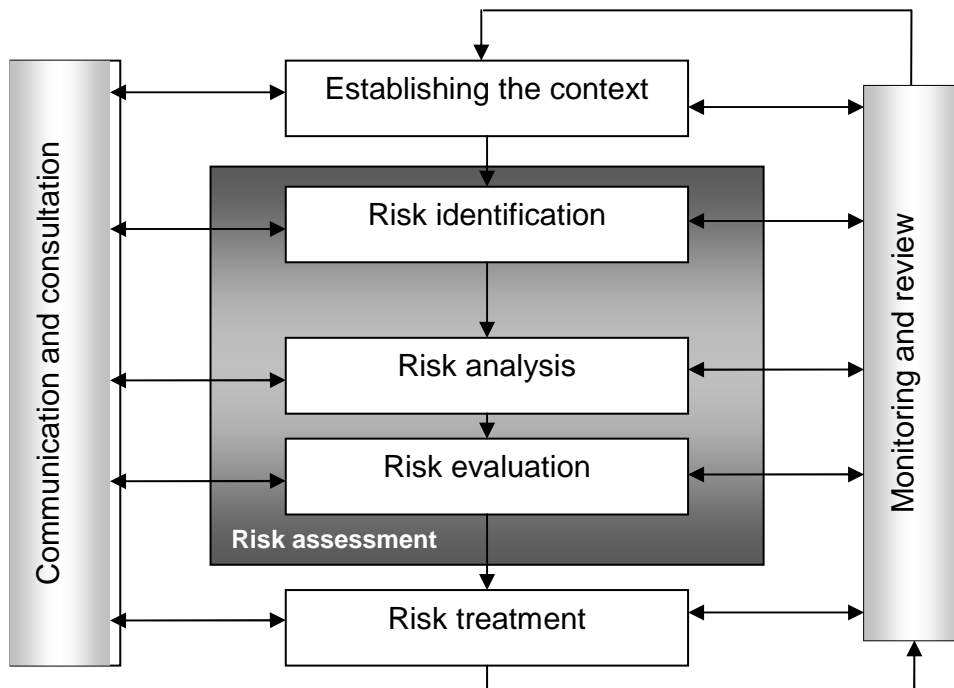 Establishing the context
Communication and consultation
Risk identification
Monitoring and review
Risk analysis
Risk evaluation
Risk assessment
Risk treatment